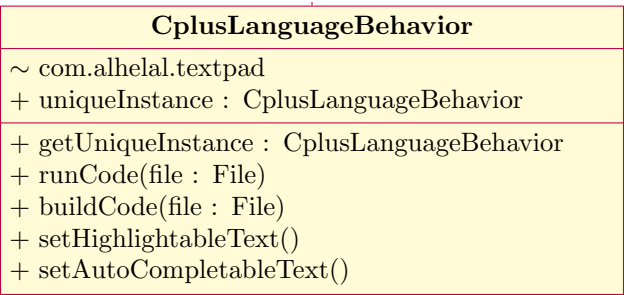 CplusLanguageBehavior
∼ com.alhelal.textpad
+ uniqueInstance : CplusLanguageBehavior
+ getUniqueInstance : CplusLanguageBehavior
+ runCode(file : File)
+ buildCode(file : File)
+ setHighlightableText()
+ setAutoCompletableText()